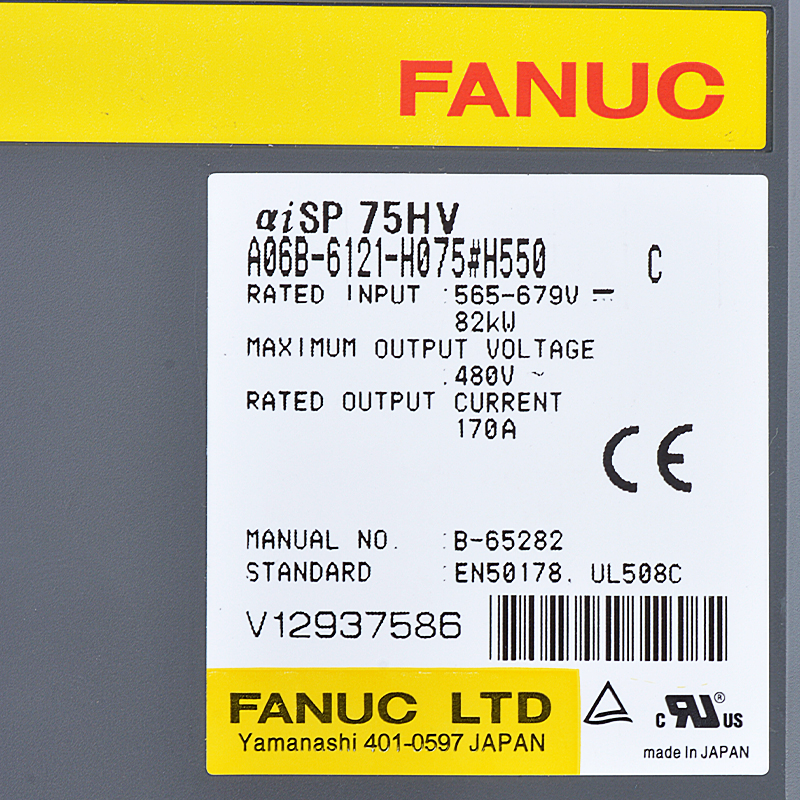 FANUC
αiSP 75HV
A06B-6121-H075#H550 C
RATED INPUT :565-679V ⎓
82kW
MAXIMUM OUTPUT VOLTAGE
:480V ~
RATED OUTPUT CURRENT
170A
CE
MANUAL NO. :B-65282
STANDARD :EN50178. UL508C
V12937586
FANUC LTD
Yamanashi 401-0597 JAPAN
c RU® US
made in JAPAN